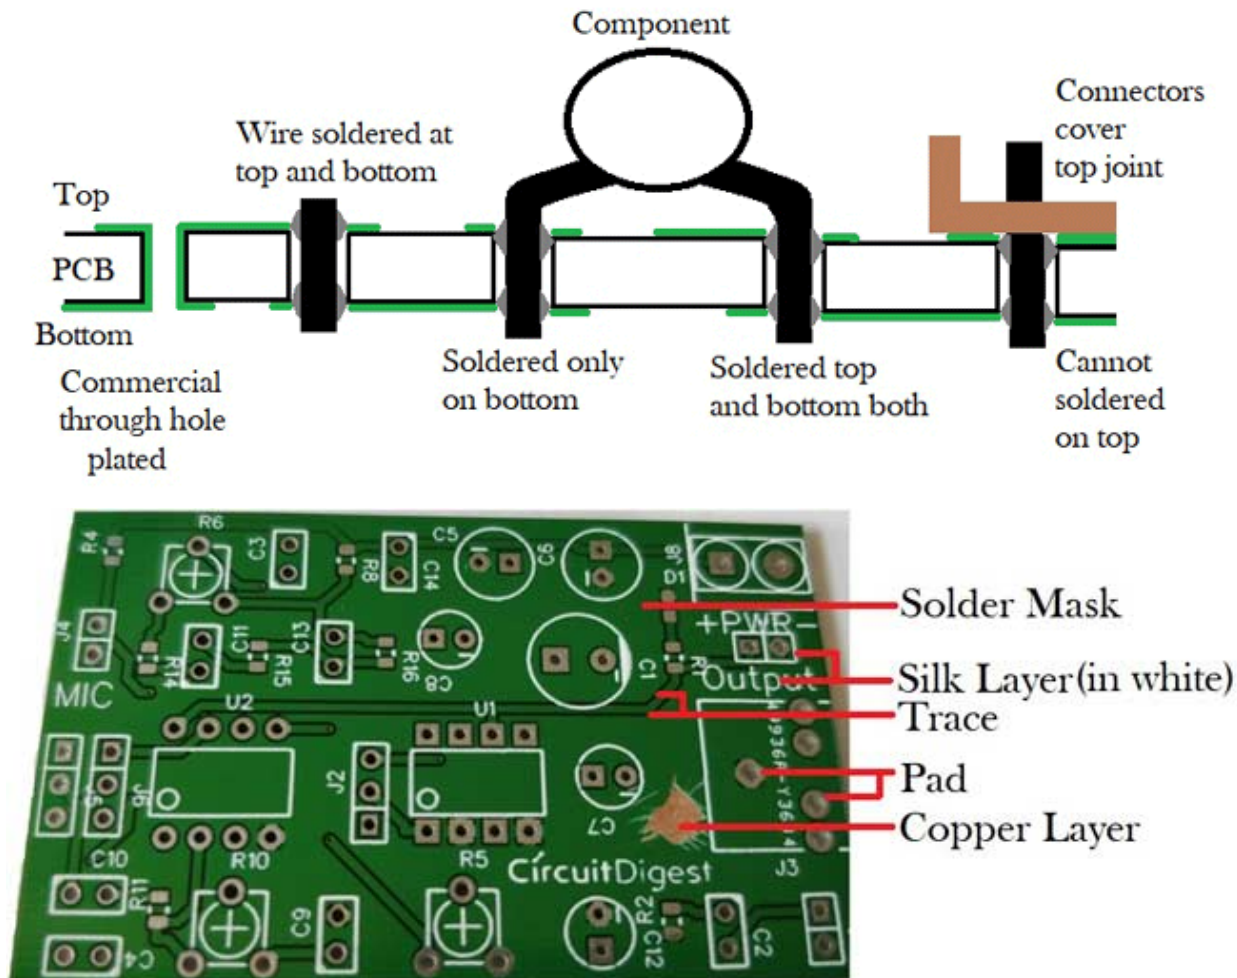 Component
Connectors
cover
top joint
Wire soldered at
top and bottom
Top
PCB
Bottom
Commercial
through hole
plated
Soldered only
on bottom
Soldered top
and bottom both
Cannot
soldered
on top
R4
R6
C3
R8
C14
C5
C6
J8
D1
Solder Mask
+PWR-
J4
R14
C11
R15
C13
R16
C8
C1
R1
MIC
Output
Silk Layer(in white)
Trace
U2
U1
J2
J5
J6
C7
Pad
Copper Layer
J3
C10
R11
R10
R5
CircuitDigest
C4
C9
R2
C12
C2